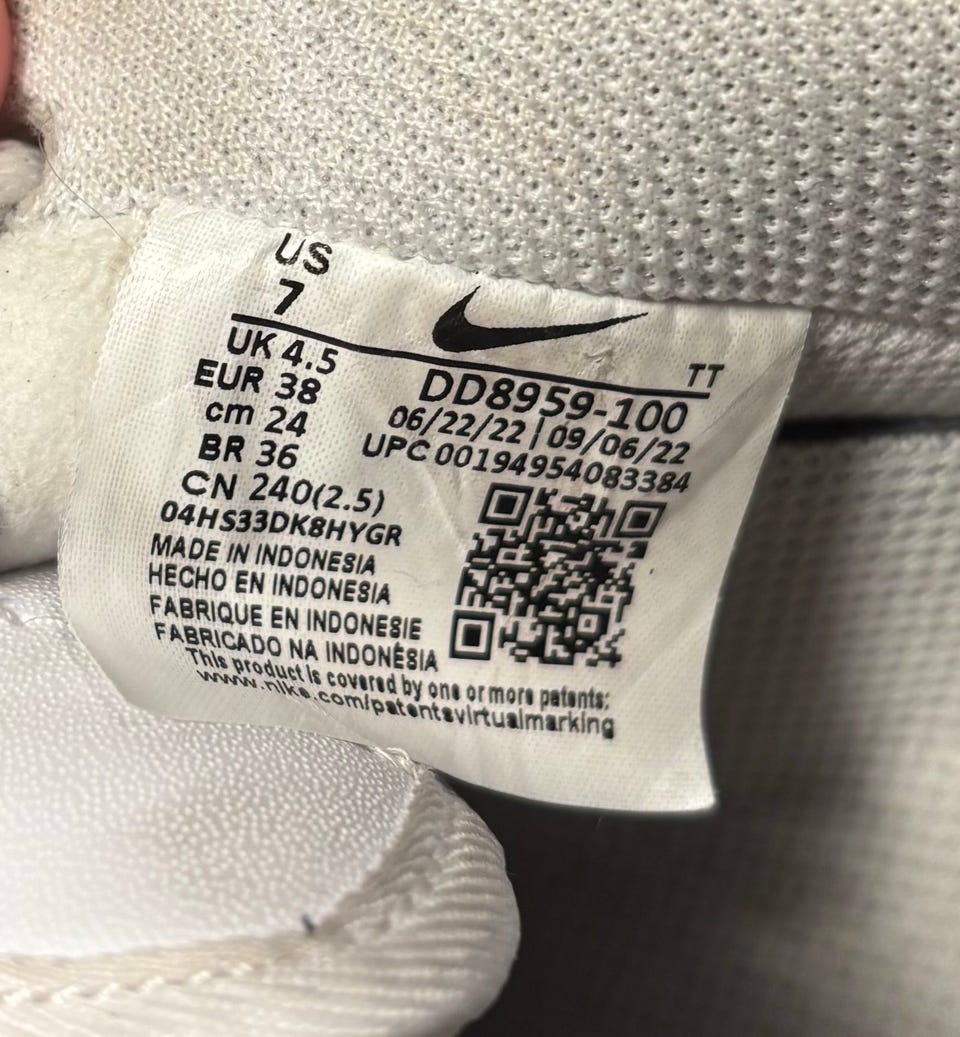 US
7
UK 4.5
EUR 38
cm 24
BR 36
CN 240(2.5)
04HS33DK8HYGR
TT
DD8959-100
06/22/22 | 09/06/22
UPC 00194954083384
MADE IN INDONESIA
HECHO EN INDONESIA
FABRIQUE EN INDONESIE
FABRICADO NA INDONÉSIA
This product is covered by one or more patents:
www.nike.com/patentsvirtualmarking